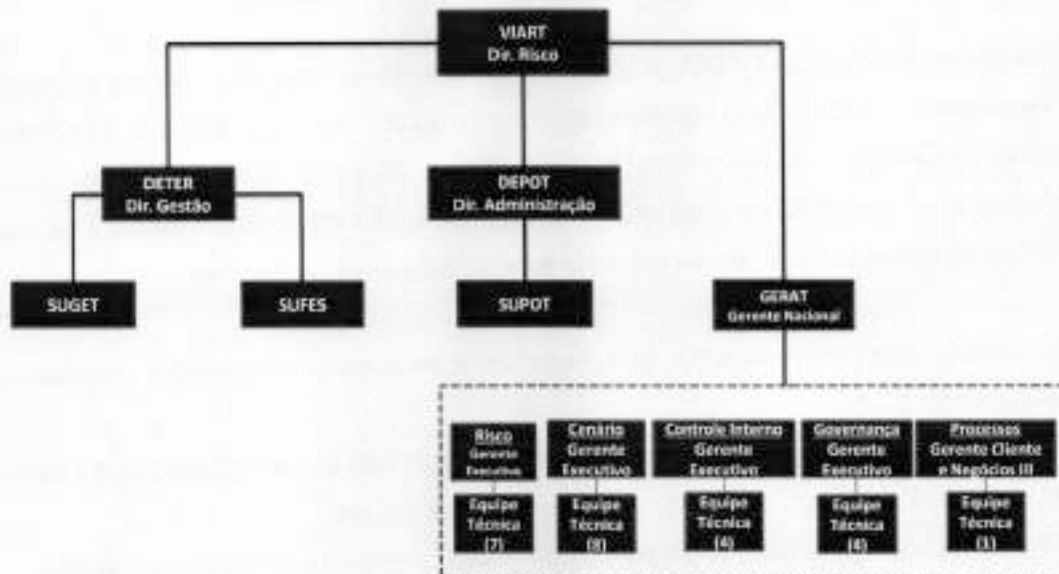 VIART
Dir. Risco
DETER
Dir. Gestão
DEPOT
Dir. Administração
SUGET
SUFES
SUPOT
GERAT
Gerente Nacional
Risco
Gerente
Executivo
Cenário
Gerente
Executivo
Controle Interno
Gerente
Executivo
Governança
Gerente
Executivo
Processos
Gerente Cliente
e Negócios III
Equipe
Técnica
(7)
Equipe
Técnica
(8)
Equipe
Técnica
(4)
Equipe
Técnica
(4)
Equipe
Técnica
(1)